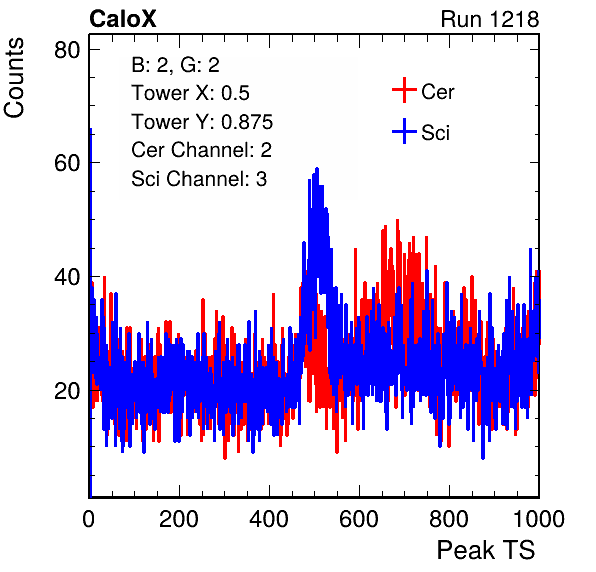 CaloX Run 1218
Counts
80
60
40
20
B: 2, G: 2
Tower X: 0.5
Tower Y: 0.875
Cer Channel: 2
Sci Channel: 3
Cer
Sci
0 200 400 600 800 1000
Peak TS